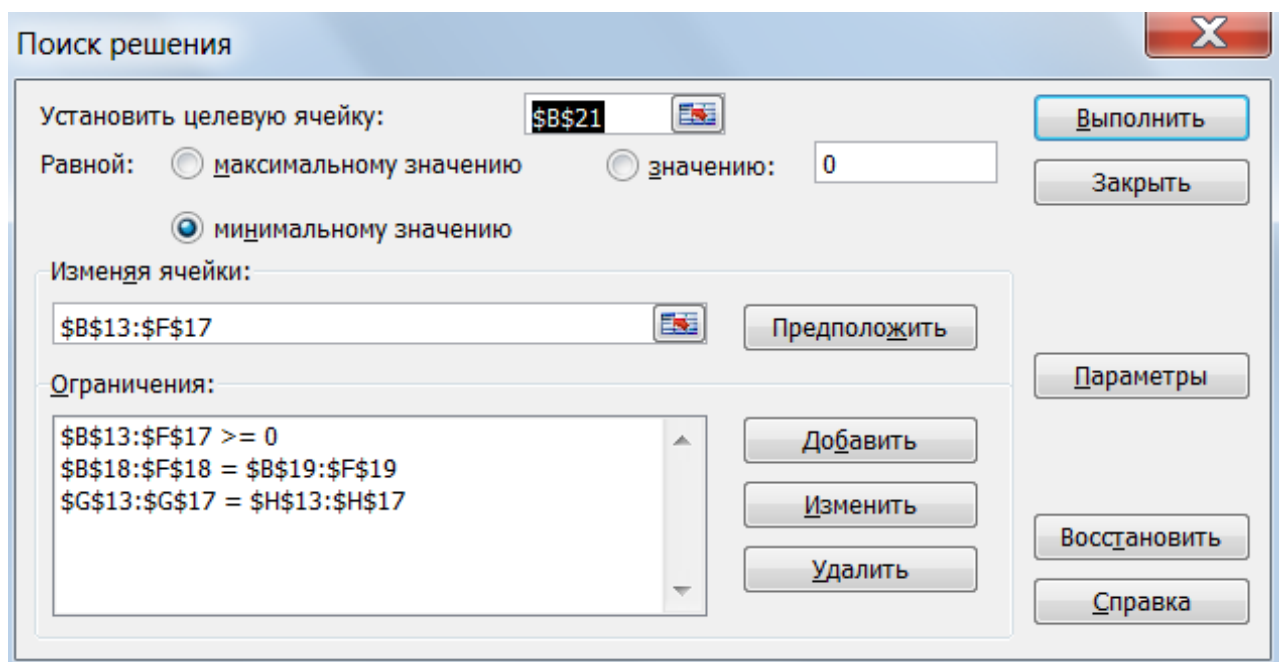 Поиск решения
Установить целевую ячейку: $B$21 Выполнить
Равной: максимальному значению значению: 0 Закрыть
минимальному значению
Изменяя ячейки:
$B$13:$F$17 Предположить
Ограничения: Параметры
$B$13:$F$17 >= 0 Добавить
$B$18:$F$18 = $B$19:$F$19
$G$13:$G$17 = $H$13:$H$17 Изменить
Восстановить
Удалить
Справка